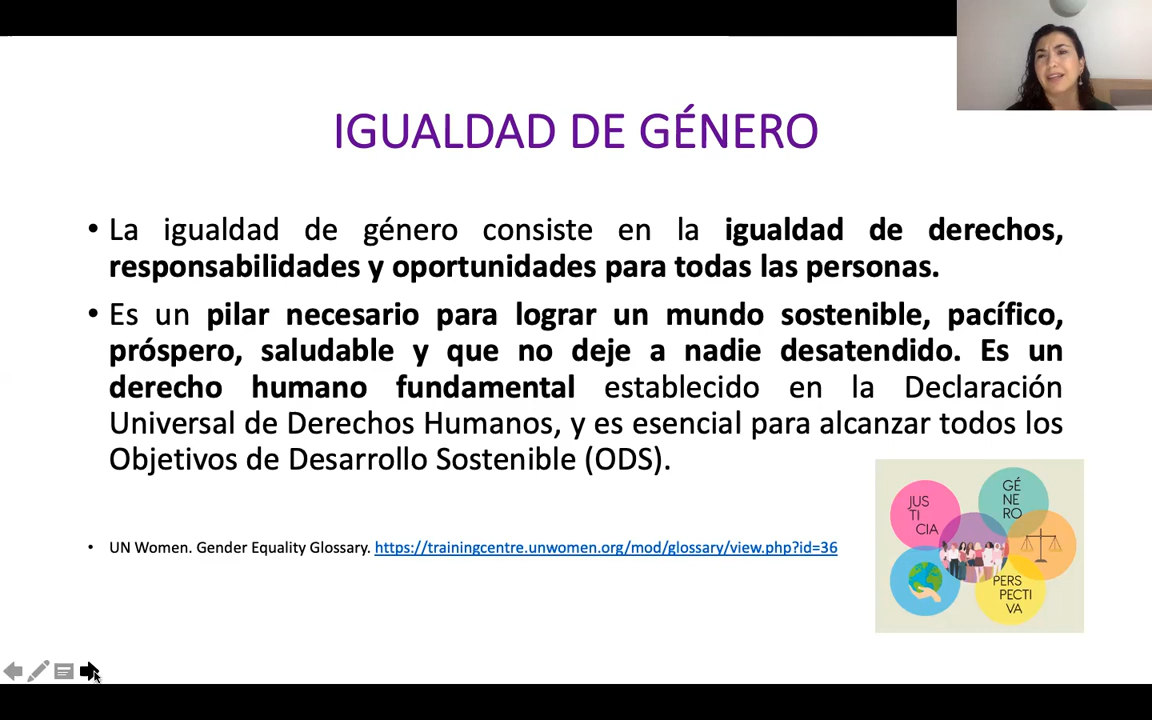 IGUALDAD DE GÉNERO
• La igualdad de género consiste en la igualdad de derechos,
responsabilidades y oportunidades para todas las personas.
• Es un pilar necesario para lograr un mundo sostenible, pacífico,
próspero, saludable y que no deje a nadie desatendido. Es un
derecho humano fundamental establecido en la Declaración
Universal de Derechos Humanos, y es esencial para alcanzar todos los
Objetivos de Desarrollo Sostenible (ODS).
• UN Women. Gender Equality Glossary. https://trainingcentre.unwomen.org/mod/glossary/view.php?id=36
JUS
TI
CIA
GÉ
NE
RO
PERS
PECTI
VA